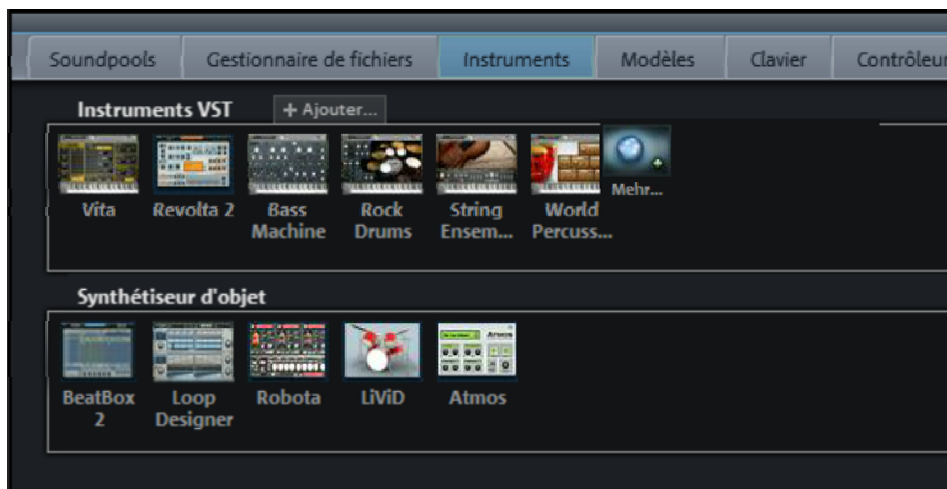 Soundpools Gestionnaire de fichiers Instruments Modèles Clavier Contrôleur
Instruments VST + Ajouter...
Vita Revolta 2 Bass Rock String World Mehr...
Machine Drums Ensem... Percuss...
Synthétiseur d'objet
BeatBox Loop Robota LiViD Atmos
2 Designer